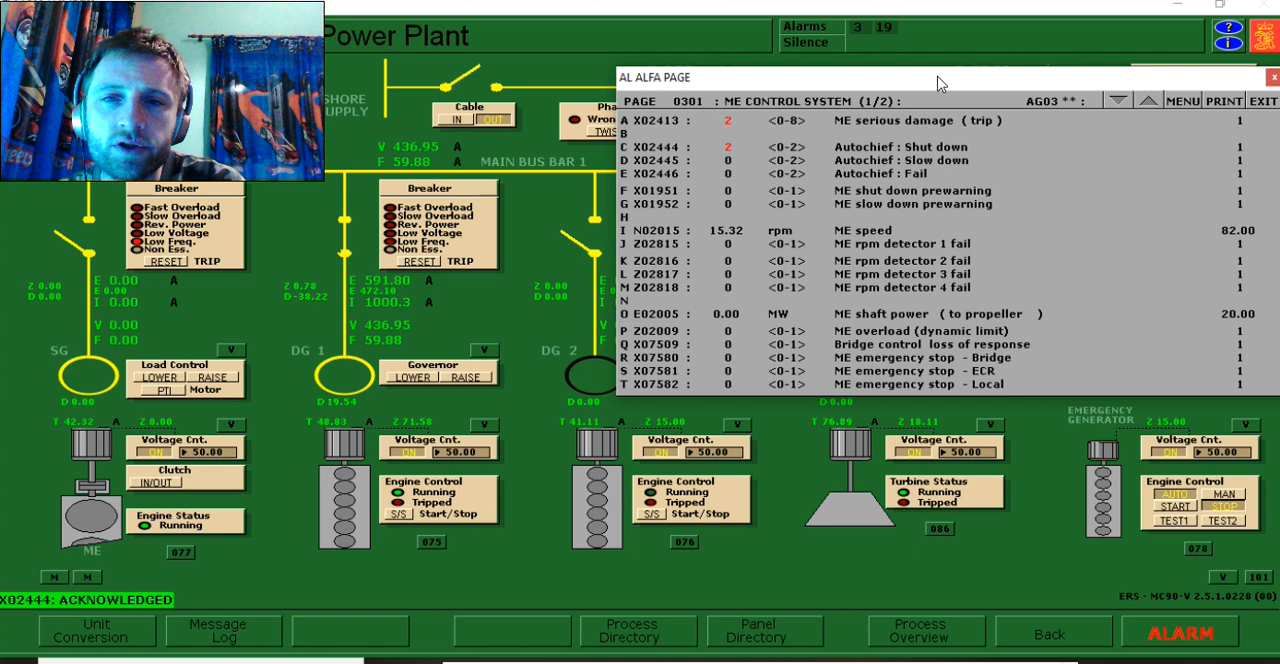 Power Plant
Alarms 3 19
Silence
? i
SHORE
SUPPLY
Cable
IN OUT
Pha
Wron
TWIS
V 436.95 A
F 59.88 A
MAIN BUS BAR 1
AL ALFA PAGE x
PAGE 0301 : ME CONTROL SYSTEM (1/2) : AG03 ** : MENU PRINT EXIT
A X02413 : 2 <0-8> ME serious damage ( trip ) 1
B
C X02444 : 2 <0-2> Autochief : Shut down 1
D X02445 : 0 <0-2> Autochief : Slow down 1
E X02446 : 0 <0-2> Autochief : Fail 1
F X01951 : 0 <0-1> ME shut down prewarning 1
G X01952 : 0 <0-1> ME slow down prewarning 1
H
I N02015 : 15.32 rpm ME speed 82.00
J Z02815 : 0 <0-1> ME rpm detector 1 fail 1
K Z02816 : 0 <0-1> ME rpm detector 2 fail 1
L Z02817 : 0 <0-1> ME rpm detector 3 fail 1
M Z02818 : 0 <0-1> ME rpm detector 4 fail 1
N
O E02005 : 0.00 MW ME shaft power ( to propeller ) 20.00
P Z02009 : 0 <0-1> ME overload (dynamic limit) 1
Q X07509 : 0 <0-1> Bridge control loss of response 1
R X07580 : 0 <0-1> ME emergency stop - Bridge 1
S X07581 : 0 <0-1> ME emergency stop - ECR 1
T X07582 : 0 <0-1> ME emergency stop - Local 1
Breaker
Fast Overload
Slow Overload
Rev. Power
Low Voltage
Low Freq.
Non Ess.
RESET TRIP
Breaker
Fast Overload
Slow Overload
Rev. Power
Low Voltage
Low Freq.
Non Ess.
RESET TRIP
Z 0.00
D 0.00
E 0.00 A
E 0.00
I 0.00 A
V 0.00
F 0.00
Z 0.78
D -38.22
E 591.80 A
E 472.10
I 1000.3 A
V 436.95
F 59.88
Z 0.00
D 0.00
SG V
Load Control
LOWER RAISE
PTI Motor
D 0.00
DG 1 V
Governor
LOWER RAISE
D 19.54
DG 2
D 0.00
D 0.00
T 42.32 A Z 0.00 V
T 48.83 A Z 71.50 V
T 41.11 A Z 15.00 V
T 76.89 A Z 18.11 V
EMERGENCY
GENERATOR
Z 15.00 V
Voltage Cnt.
ON 50.00
Voltage Cnt.
ON 50.00
Voltage Cnt.
ON 50.00
Voltage Cnt.
ON 50.00
Voltage Cnt.
ON 50.00
Clutch
IN/OUT
Engine Status
Running
ME
077
Engine Control
Running
Tripped
S/S Start/Stop
075
Engine Control
Running
Tripped
S/S Start/Stop
076
Turbine Status
Running
Tripped
086
Engine Control
AUTO MAN
START STOP
TEST1 TEST2
078
M M
V 101
X02444: ACKNOWLEDGED
ERS - MC90-V 2.5.1.0228 (00)
Unit
Conversion
Message
Log
Process
Directory
Panel
Directory
Process
Overview
Back
ALARM